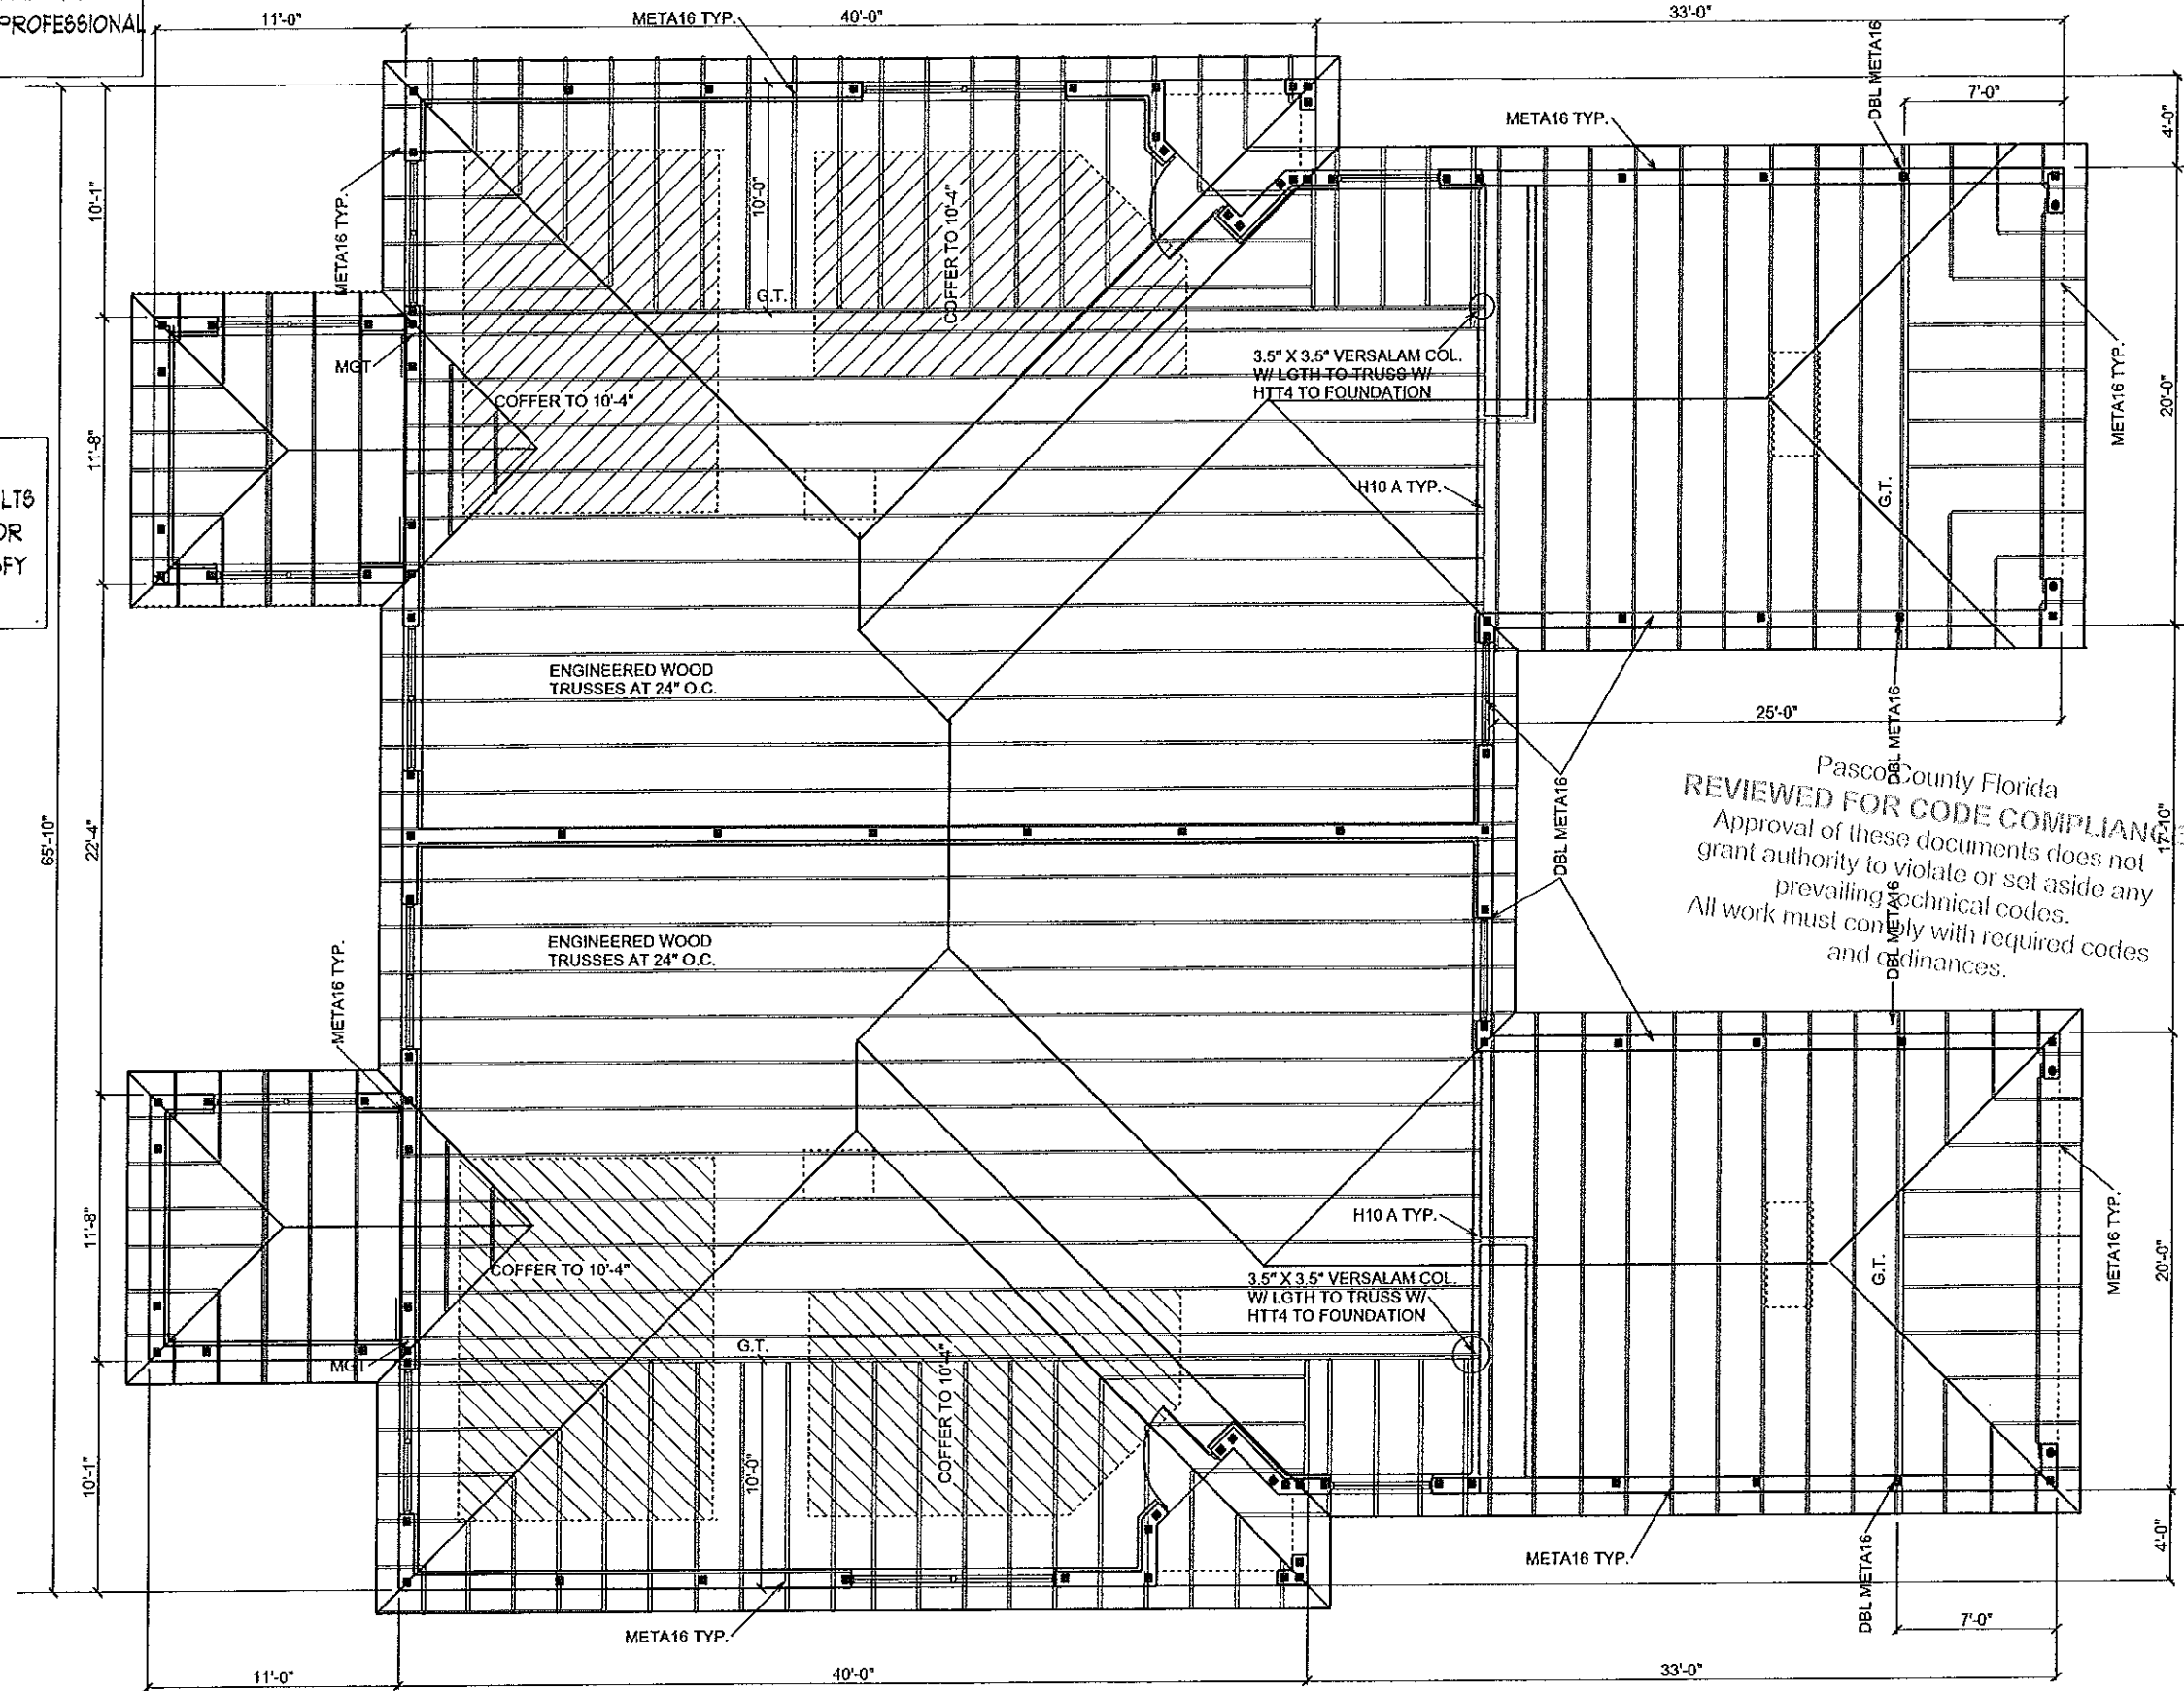 PROFESSIONAL
11'-0"
META16 TYP.
40'-0"
33'-0"
DBL META16
7'-0"
4'-0"
META16 TYP.
10'-1"
META16 TYP.
10'-0"
COFFER TO 10'-4"
G.T.
MGT
3.5" X 3.5" VERSALAM COL.
W/ LGTH TO TRUSS W/
HTT4 TO FOUNDATION
META16 TYP.
20'-0"
COFFER TO 10'-4"
11'-8"
LTS
OR
FY
H10 A TYP.
G.T.
ENGINEERED WOOD
TRUSSES AT 24" O.C.
DBL META16
25'-0"
65'-10"
22'-4"
DBL META16
Pasco County Florida
REVIEWED FOR CODE COMPLIANCE
Approval of these documents does not
grant authority to violate or set aside any
prevailing technical codes.
All work must comply with required codes
and ordinances.
17'-10"
DBL META16
ENGINEERED WOOD
TRUSSES AT 24" O.C.
META16 TYP.
11'-8"
COFFER TO 10'-4"
H10 A TYP.
G.T.
META16 TYP.
20'-0"
3.5" X 3.5" VERSALAM COL.
W/ LGTH TO TRUSS W/
HTT4 TO FOUNDATION
MGT
G.T.
COFFER TO 10'-4"
10'-1"
10'-0"
META16 TYP.
DBL META16
4'-0"
META16 TYP.
7'-0"
11'-0"
40'-0"
33'-0"